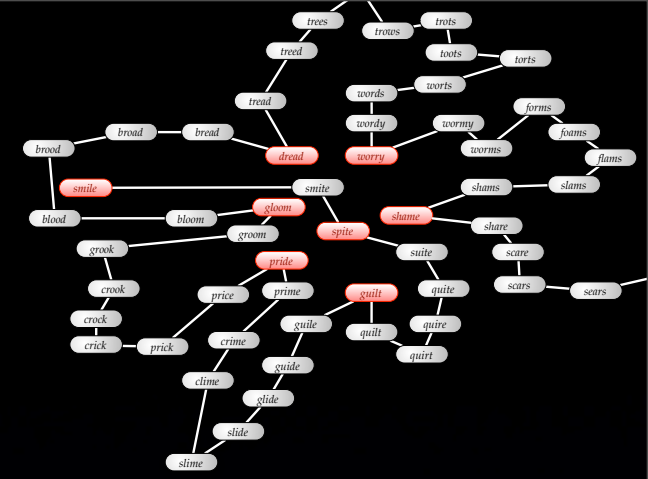 trees
trots
trows
treed
toots
torts
worts
words
tread
forms
wordy
wormy
foams
broad
bread
brood
worms
dread
worry
flams
smile
smite
shams
slams
gloom
shame
blood
bloom
share
groom
spite
grook
suite
scare
pride
crook
price
prime
guilt
quite
scars
sears
crock
guile
quilt
quire
crick
prick
crime
quirt
guide
clime
glide
slide
slime